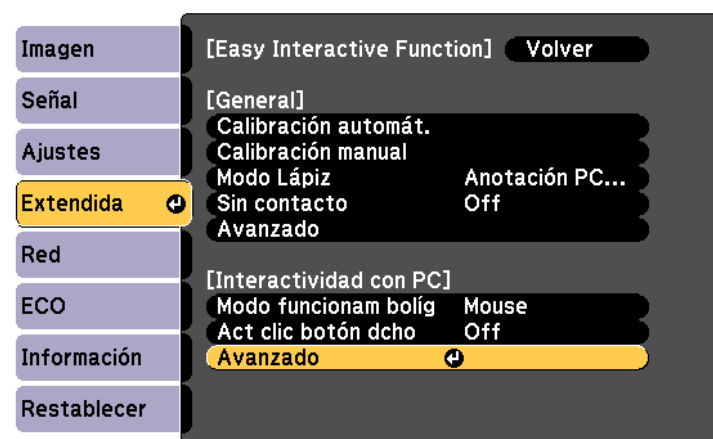 Imagen
Señal
Ajustes
Extendida
Red
ECO
Información
Restablecer
[Easy Interactive Function] Volver
[General]
Calibración automát.
Calibración manual
Modo Lápiz Anotación PC...
Sin contacto Off
Avanzado
[Interactividad con PC]
Modo funcionam bolíg Mouse
Act clic botón dcho Off
Avanzado